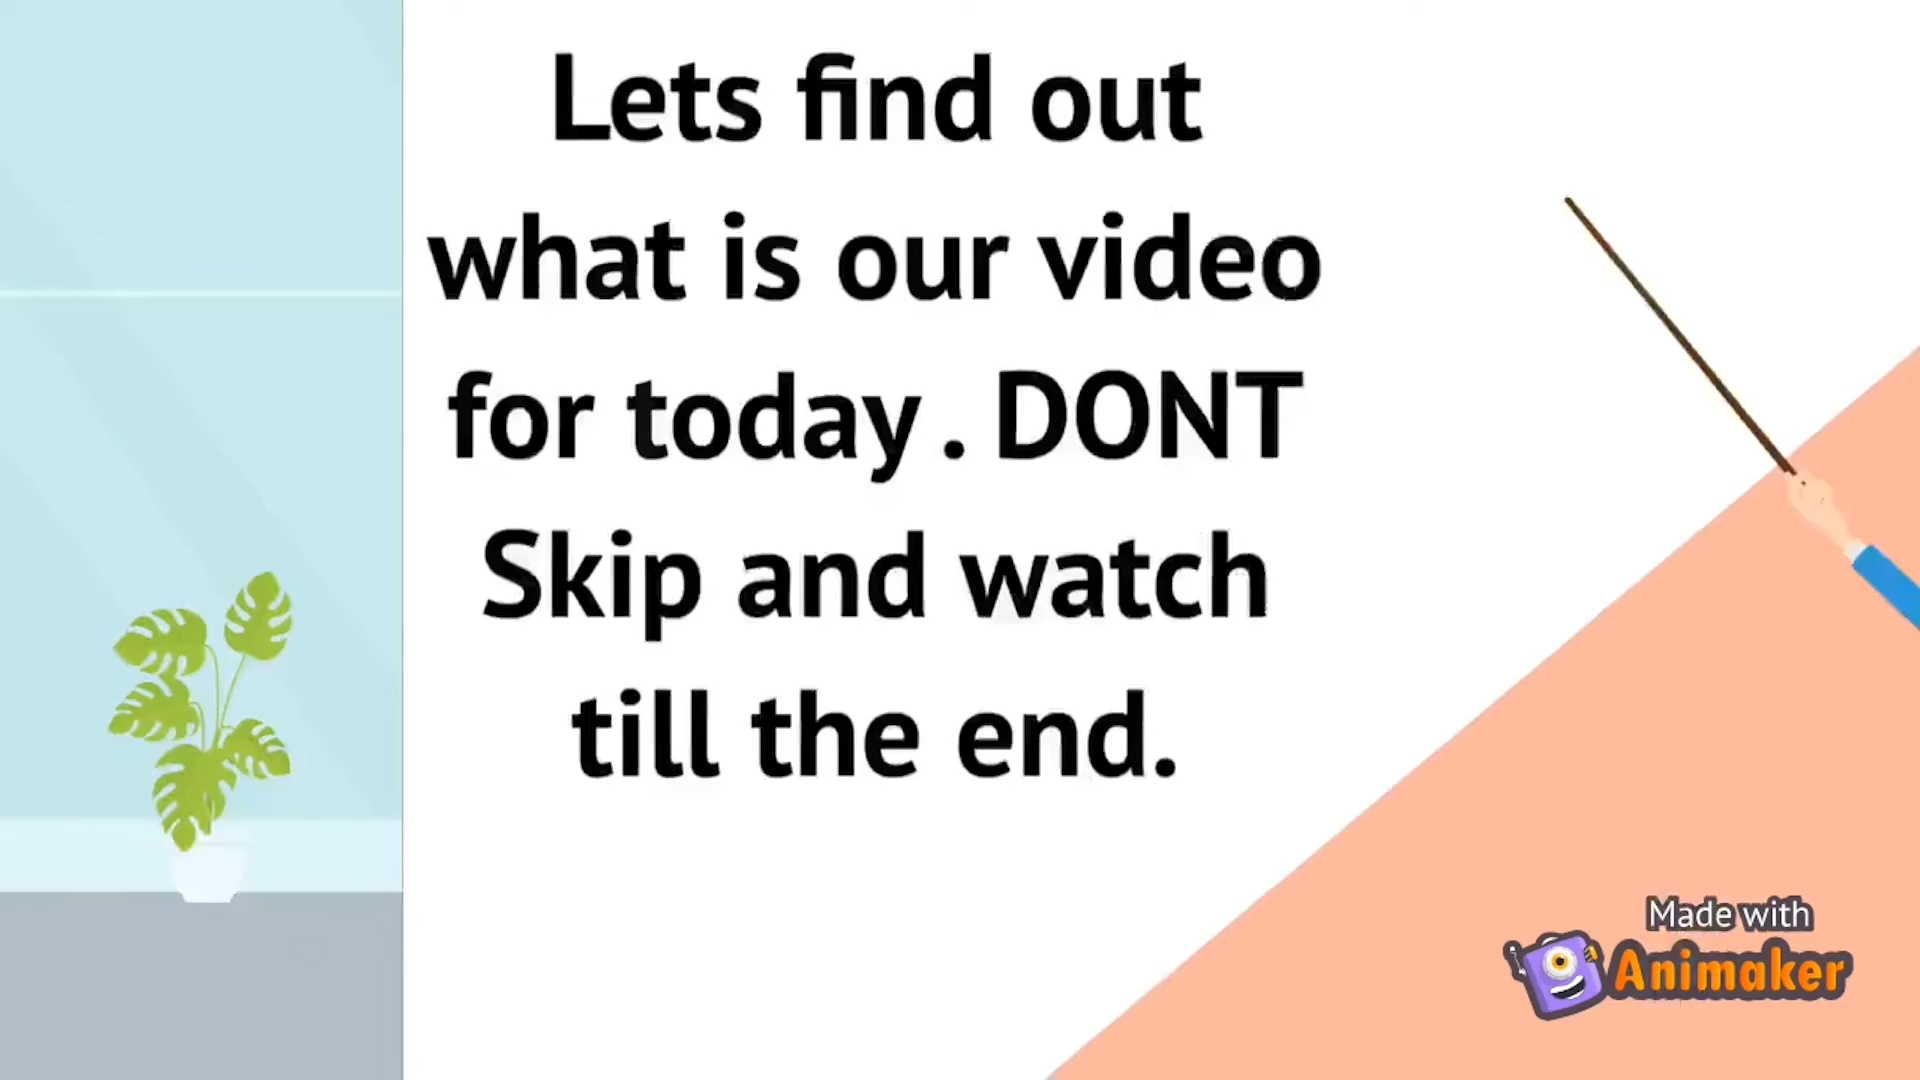 Lets find out
what is our video
for today . DONT
Skip and watch
till the end.
Made with
Animaker